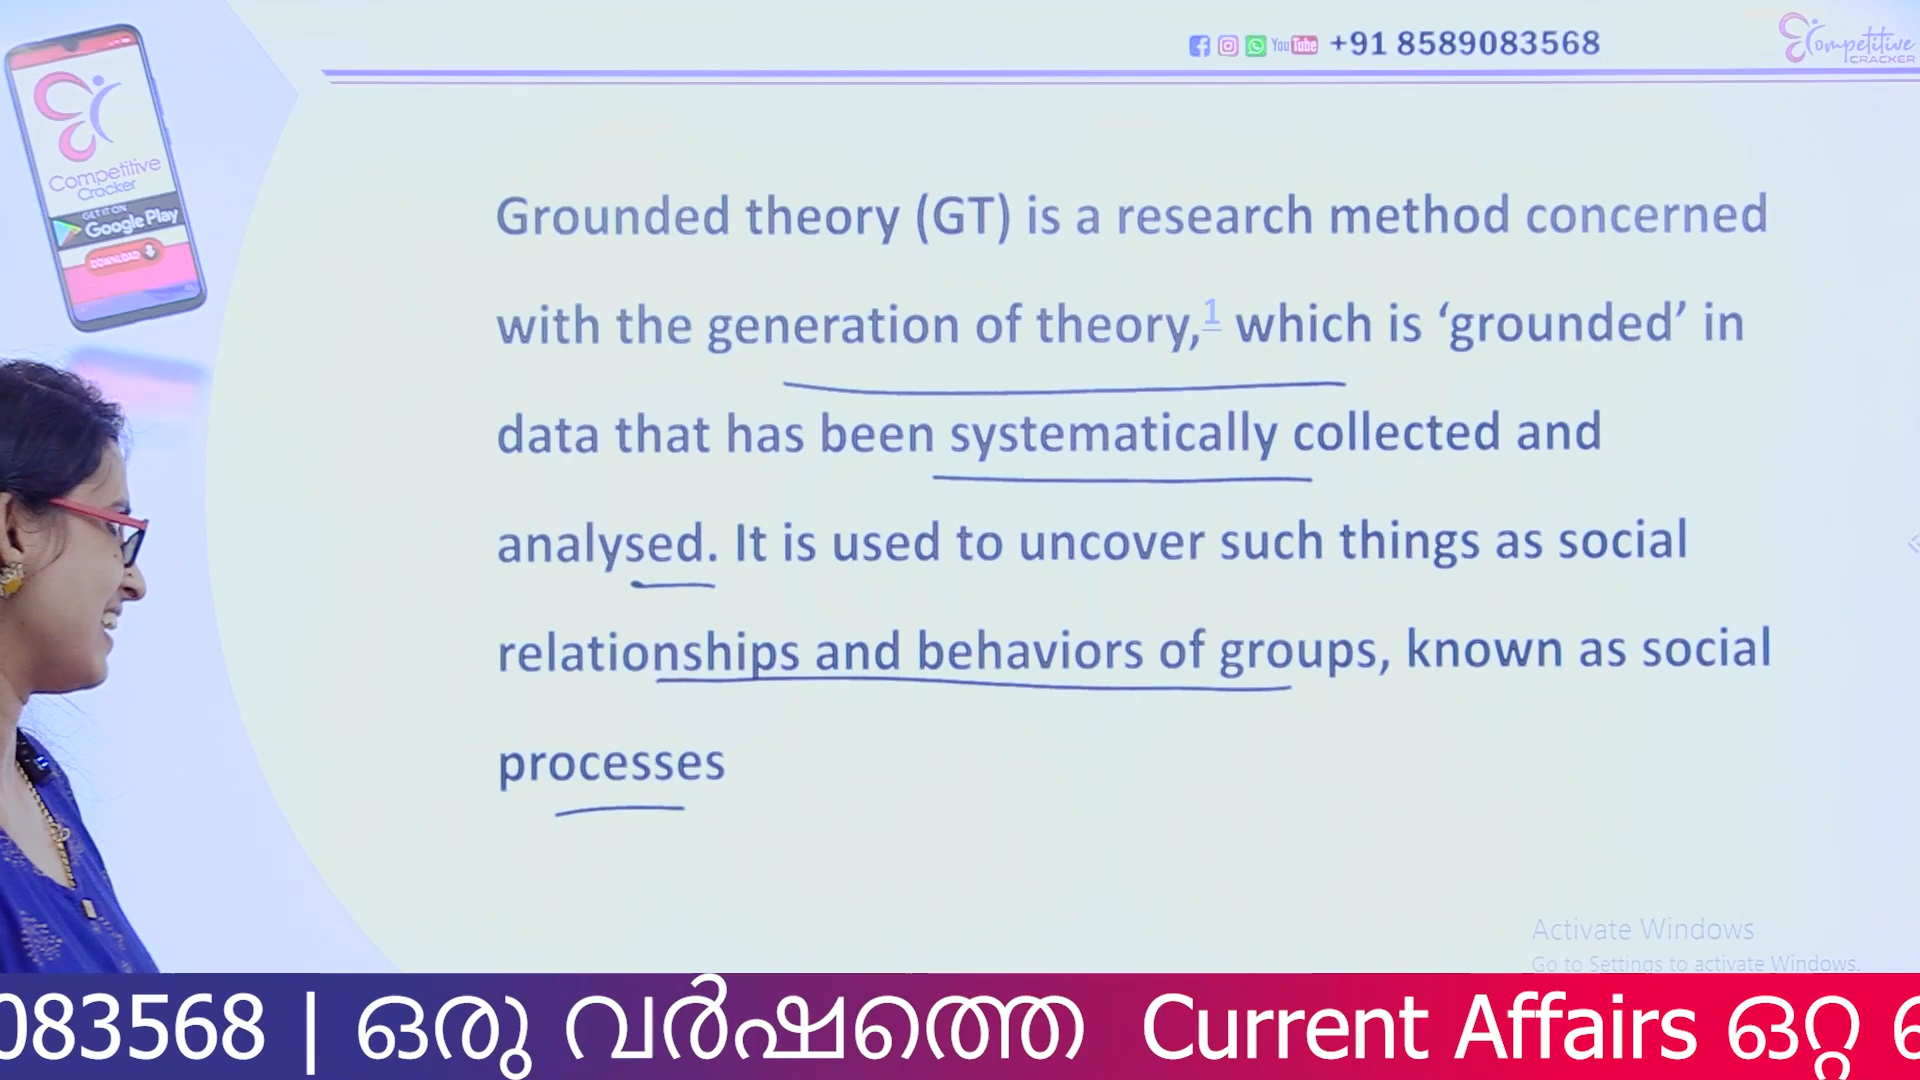 YouTube +91 8589083568
Competitive
CRACKER
Competitive
Cracker
GET IT ON
Google Play
DOWNLOAD
Grounded theory (GT) is a research method concerned
with the generation of theory,1 which is ‘grounded’ in
data that has been systematically collected and
analysed. It is used to uncover such things as social
relationships and behaviors of groups, known as social
processes
Activate Windows
Go to Settings to activate Windows.
083568 | ഒരു വർഷത്തെ Current Affairs ഒറ്റ